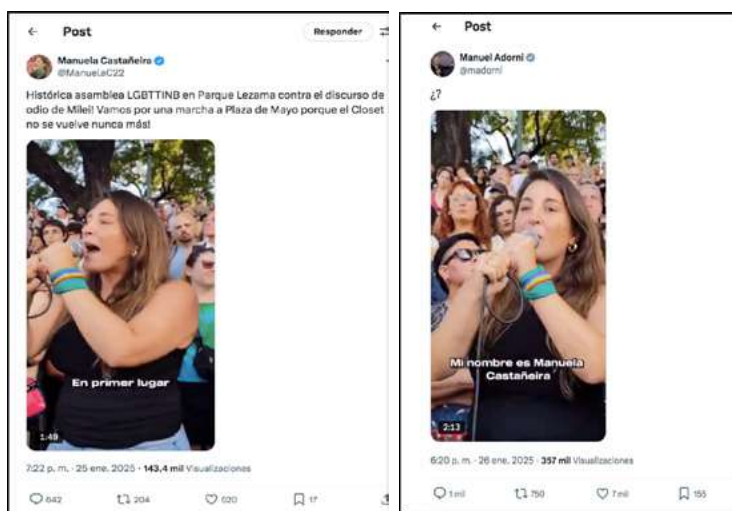 Post
Responder
Manuela Castañeira
@ManuelaC22
Histórica asamblea LGBTTINB en Parque Lezama contra el discurso de
odio de Milei! Vamos por una marcha a Plaza de Mayo porque el Closet
no se vuelve nunca más!
En primer lugar
1:49
7:22 p. m. · 25 ene. 2025 · 143,4 mil Visualizaciones
642 204 620 17
Post
Manuel Adorni
@madorni
¿?
Mi nombre es Manuela
Castañeira
2:13
6:20 p. m. · 26 ene. 2025 · 357 mil Visualizaciones
1 mil 750 7 mil 155